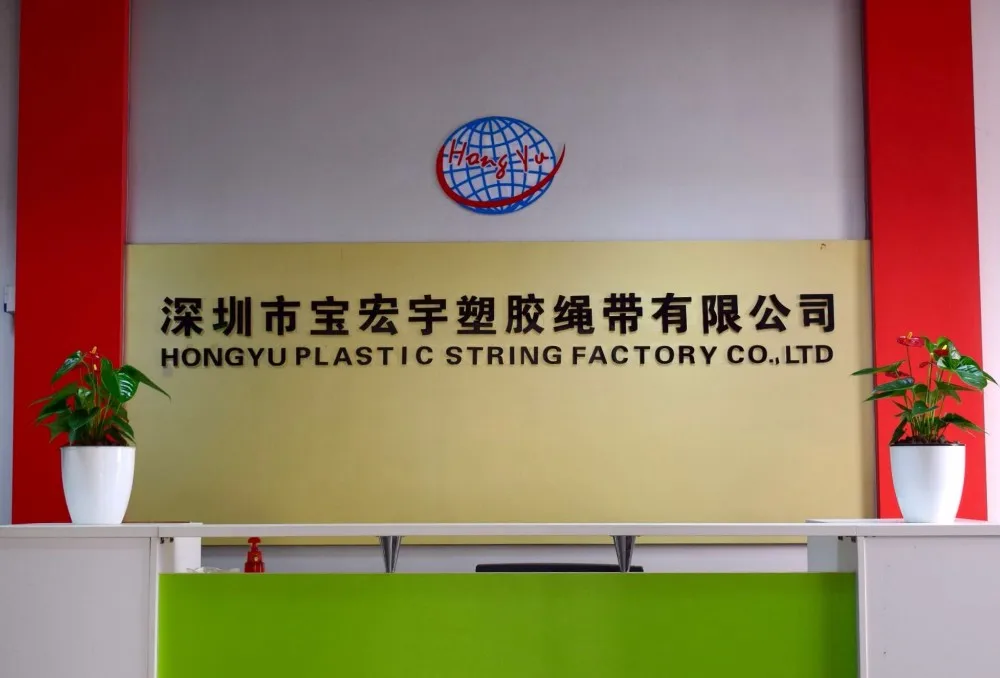 Hong Yu
深圳市宝宏宇塑胶绳带有限公司
HONGYU PLASTIC STRING FACTORY CO.,LTD